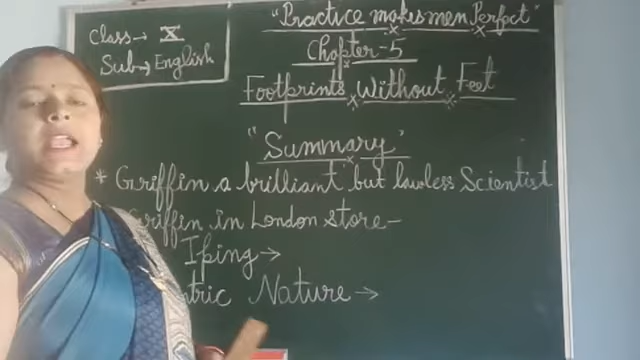 Class → X
Sub → English
"Practice makes men Perfect"
Chapter-5
Footprints Without Feet
"Summary"
* Griffin a brilliant but lawless Scientist
Griffin in London store-
Iping →
Nature →